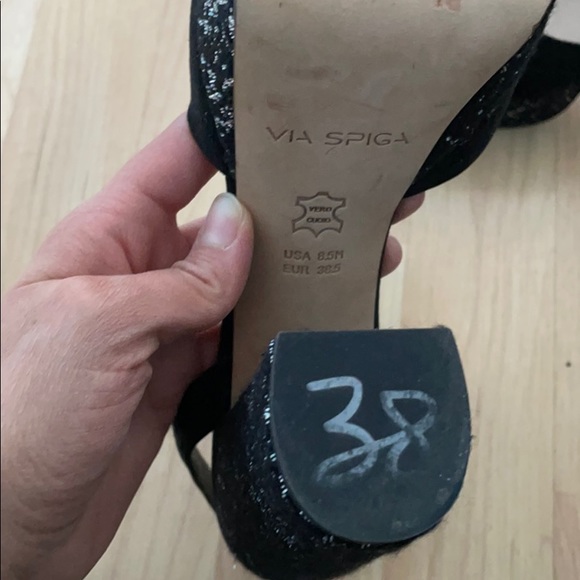 VIA SPIGA
VERO
CUOIO
USA 8.5M
EUR 38.5
38